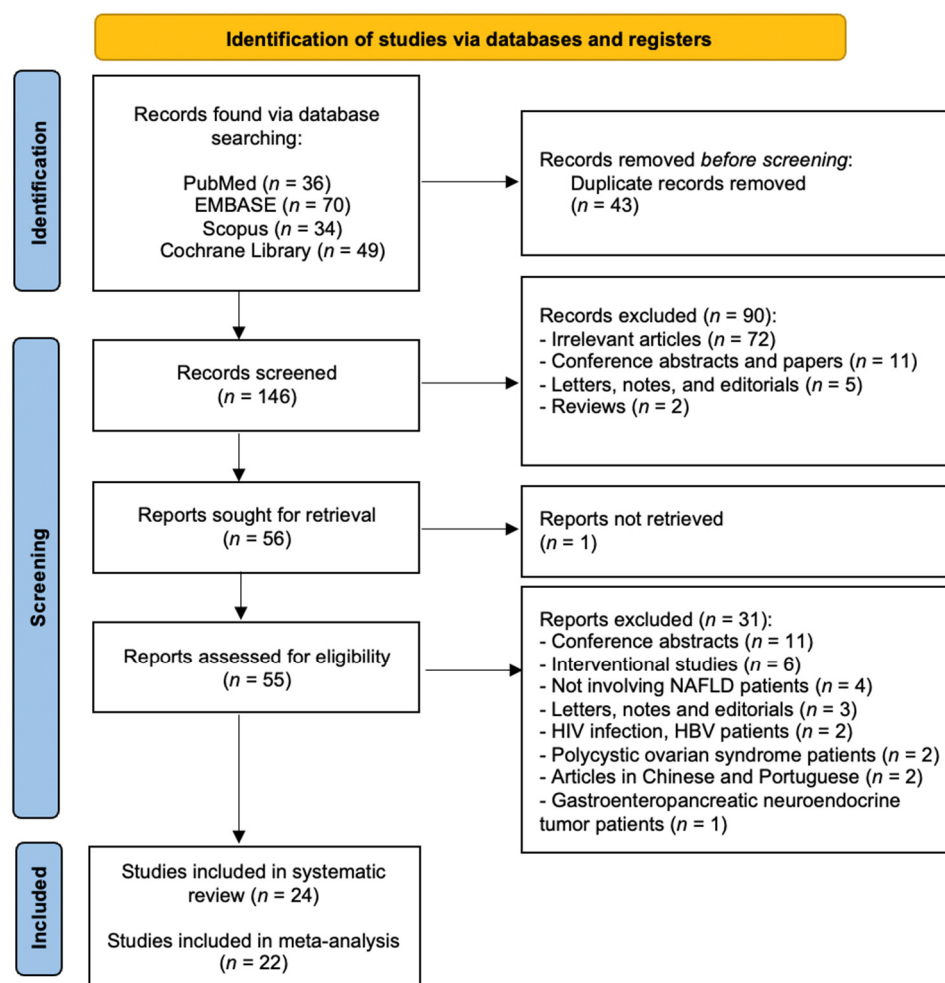 Identification of studies via databases and registers
Identification
Records found via database
searching:
PubMed (n = 36)
EMBASE (n = 70)
Scopus (n = 34)
Cochrane Library (n = 49)
Records removed before screening:
Duplicate records removed
(n = 43)
Screening
Records screened
(n = 146)
Records excluded (n = 90):
- Irrelevant articles (n = 72)
- Conference abstracts and papers (n = 11)
- Letters, notes, and editorials (n = 5)
- Reviews (n = 2)
Reports sought for retrieval
(n = 56)
Reports not retrieved
(n = 1)
Reports assessed for eligibility
(n = 55)
Reports excluded (n = 31):
- Conference abstracts (n = 11)
- Interventional studies (n = 6)
- Not involving NAFLD patients (n = 4)
- Letters, notes and editorials (n = 3)
- HIV infection, HBV patients (n = 2)
- Polycystic ovarian syndrome patients (n = 2)
- Articles in Chinese and Portuguese (n = 2)
- Gastroenteropancreatic neuroendocrine
tumor patients (n = 1)
Included
Studies included in systematic
review (n = 24)
Studies included in meta-analysis
(n = 22)